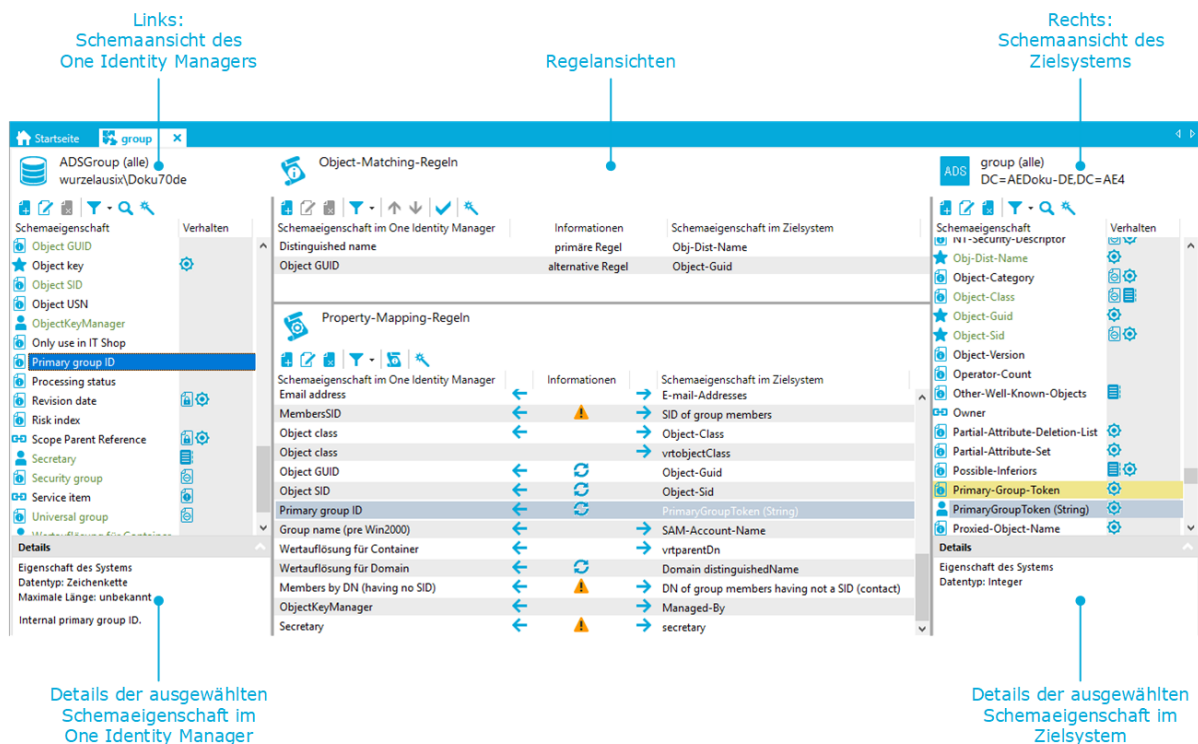 Links:
Schemaansicht des
One Identity Managers
Regelansichten
Rechts:
Schemaansicht des
Zielsystems
Startseite
group
ADSGroup (alle)
wurzelausix\Doku70de
Schemaeigenschaft Verhalten
Object GUID
Object key
Object SID
Object USN
ObjectKeyManager
Only use in IT Shop
Primary group ID
Processing status
Revision date
Risk index
Scope Parent Reference
Secretary
Security group
Service item
Universal group
Wertauflösung für Container
Details
Eigenschaft des Systems
Datentyp: Zeichenkette
Maximale Länge: unbekannt
Internal primary group ID.
Object-Matching-Regeln
Schemaeigenschaft im One Identity Manager Informationen Schemaeigenschaft im Zielsystem
Distinguished name primäre Regel Obj-Dist-Name
Object GUID alternative Regel Object-Guid
Property-Mapping-Regeln
Schemaeigenschaft im One Identity Manager Informationen Schemaeigenschaft im Zielsystem
Email address E-mail-Addresses
MembersSID SID of group members
Object class Object-Class
Object class vrtobjectClass
Object GUID Object-Guid
Object SID Object-Sid
Primary group ID PrimaryGroupToken (String)
Group name (pre Win2000) SAM-Account-Name
Wertauflösung für Container vrtparentDn
Wertauflösung für Domain Domain distinguishedName
Members by DN (having no SID) DN of group members having not a SID (contact)
ObjectKeyManager Managed-By
Secretary secretary
ADS
group (alle)
DC=AEDoku-DE,DC=AE4
Schemaeigenschaft Verhalten
NT-Security-Descriptor
Obj-Dist-Name
Object-Category
Object-Class
Object-Guid
Object-Sid
Object-Version
Operator-Count
Other-Well-Known-Objects
Owner
Partial-Attribute-Deletion-List
Partial-Attribute-Set
Possible-Inferiors
Primary-Group-Token
PrimaryGroupToken (String)
Proxied-Object-Name
Details
Eigenschaft des Systems
Datentyp: Integer
Details der ausgewählten
Schemaeigenschaft im
One Identity Manager
Details der ausgewählten
Schemaeigenschaft im
Zielsystem